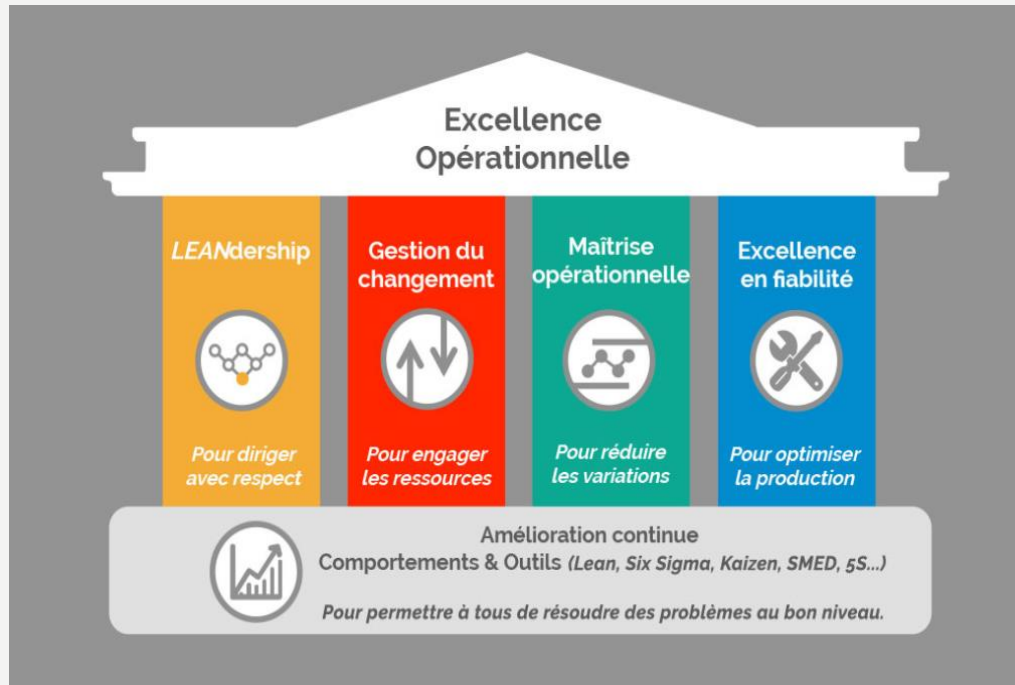 Excellence
Opérationnelle
LEANdership
Pour diriger
avec respect
Gestion du
changement
Pour engager
les ressources
Maîtrise
opérationnelle
Pour réduire
les variations
Excellence
en fiabilité
Pour optimiser
la production
Amélioration continue
Comportements & Outils (Lean, Six Sigma, Kaizen, SMED, 5S...)
Pour permettre à tous de résoudre des problèmes au bon niveau.